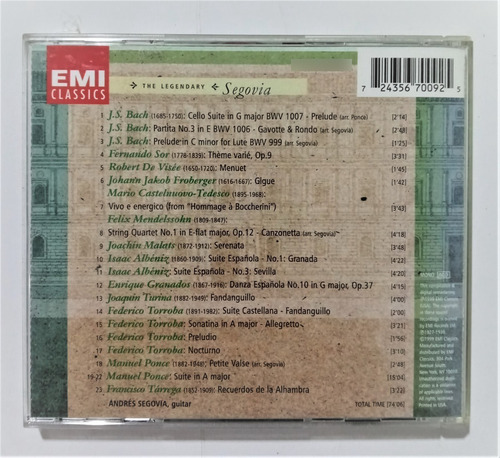 EMI
CLASSICS
THE LEGENDARY Segovia
7 24356 70092 5
1 J.S. Bach (1685-1750): Cello Suite in G major BWV 1007 - Prelude (arr. Ponce) [2'14]
2 J.S. Bach: Partita No.3 in E BWV 1006 - Gavotte & Rondo (arr. Segovia) [2'48]
3 J.S. Bach: Prelude in C minor for Lute BWV 999 (arr. Segovia) [1'25]
4 Fernando Sor (1778-1839): Thème varié, Op.9 [3'31]
5 Robert De Visée (1650-1720): Menuet
6 Johann Jakob Froberger (1616-1667): Gigue [1'42]
Mario Castelnuovo-Tedesco (1895-1968):
7 Vivo e energico (from "Hommage à Boccherini") [3'43]
Felix Mendelssohn (1809-1847):
8 String Quartet No.1 in E-flat major, Op.12 - Canzonetta (arr. Segovia) [4'18]
9 Joachin Malats (1872-1912): Serenata [3'48]
10 Isaac Albéniz (1860-1909): Suite Española - No.1: Granada [4'22]
11 Isaac Albéniz: Suite Española - No.3: Sevilla [4'20]
12 Enrique Granados (1867-1916): Danza Española No.10 in G major, Op.37
13 Joaquin Turina (1882-1949): Fandanguillo
14 Federico Torroba (1891-1982): Suite Castellana - Fandanguillo [2'00]
15 Federico Torroba: Sonatina in A major - Allegretto [3'21]
16 Federico Torroba: Preludio [1'56]
17 Federico Torroba: Nocturno [3'10]
18 Manuel Ponce (1882-1948): Petite Valse (arr. Segovia) [2'48]
19-22 Manuel Ponce: Suite in A major [15'04]
23 Francisco Tárrega (1852-1909): Recuerdos de la Alhambra [3'22]
ANDRÉS SEGOVIA, guitar TOTAL TIME [74'06]
MONO